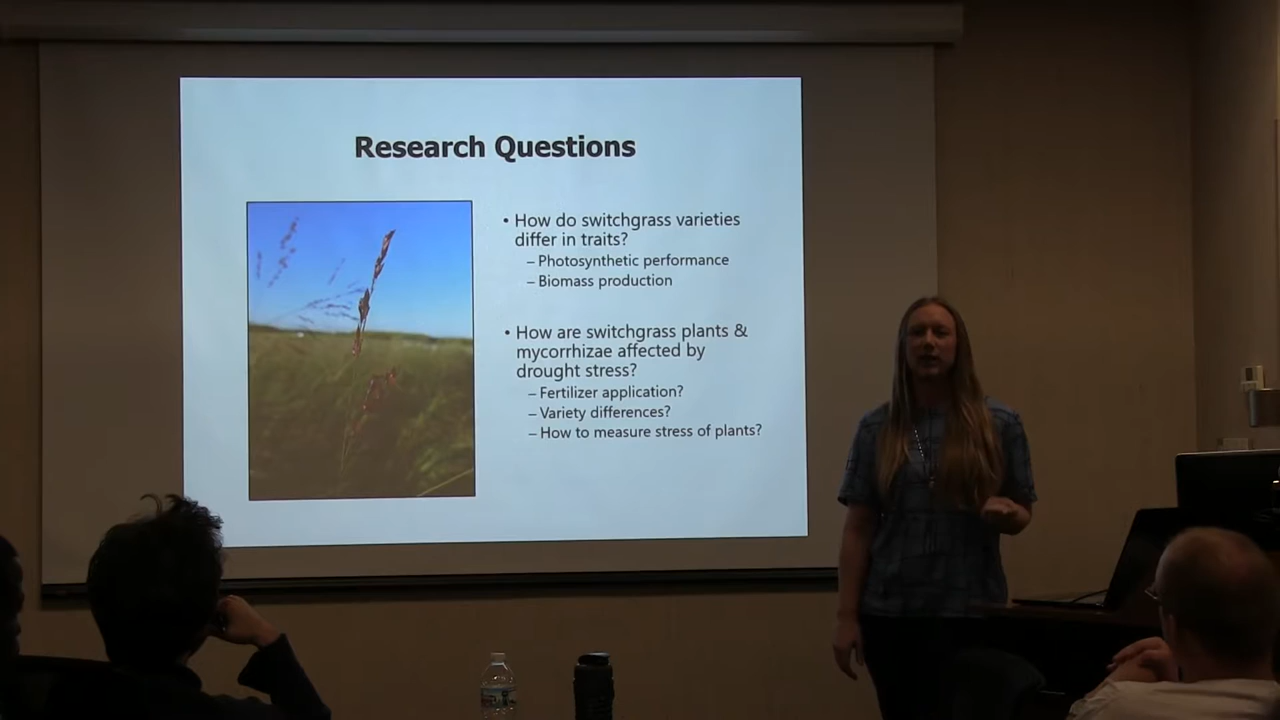 Research Questions
• How do switchgrass varieties
differ in traits?
– Photosynthetic performance
– Biomass production
• How are switchgrass plants &
mycorrhizae affected by
drought stress?
– Fertilizer application?
– Variety differences?
– How to measure stress of plants?